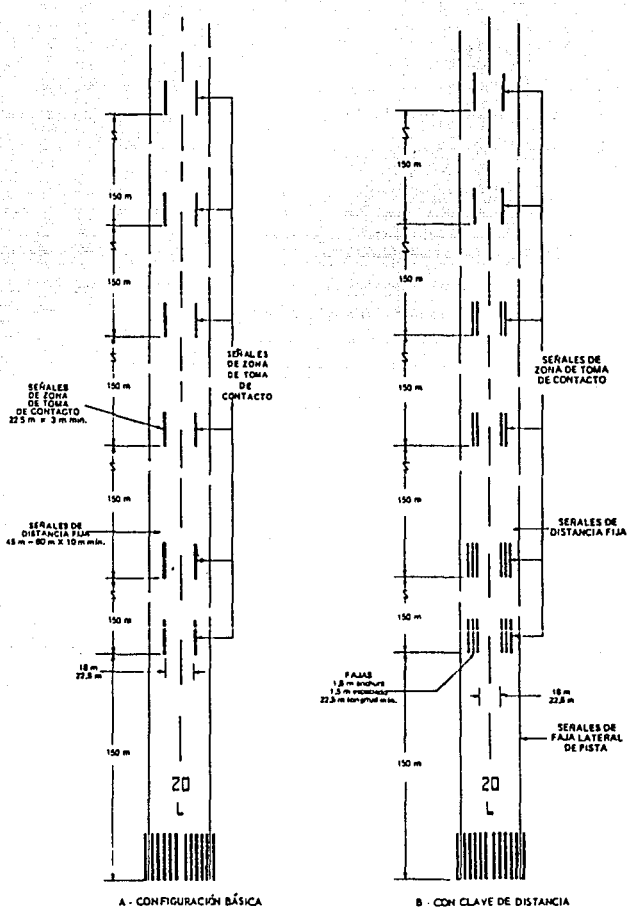 150 m
150 m
150 m
150 m
150 m
150 m
SEÑALES
DE ZONA
DE TOMA
DE CONTACTO
22.5 m = 3 m min.
SEÑALES DE
DISTANCIA FIJA
45 m - 60 m X 10 m min.
18 m
22,5 m
SEÑALES
DE ZONA
DE TOMA
DE
CONTACTO
20
L
A - CONFIGURACIÓN BÁSICA
150 m
150 m
150 m
150 m
150 m
150 m
SEÑALES DE
ZONA DE TOMA
DE CONTACTO
SEÑALES DE
DISTANCIA FIJA
FAJAS
1,8 m anchura
1,5 m espaciado
22,5 m longitud min.
18 m
22,5 m
SEÑALES DE
FAJA LATERAL
DE PISTA
20
L
B - CON CLAVE DE DISTANCIA